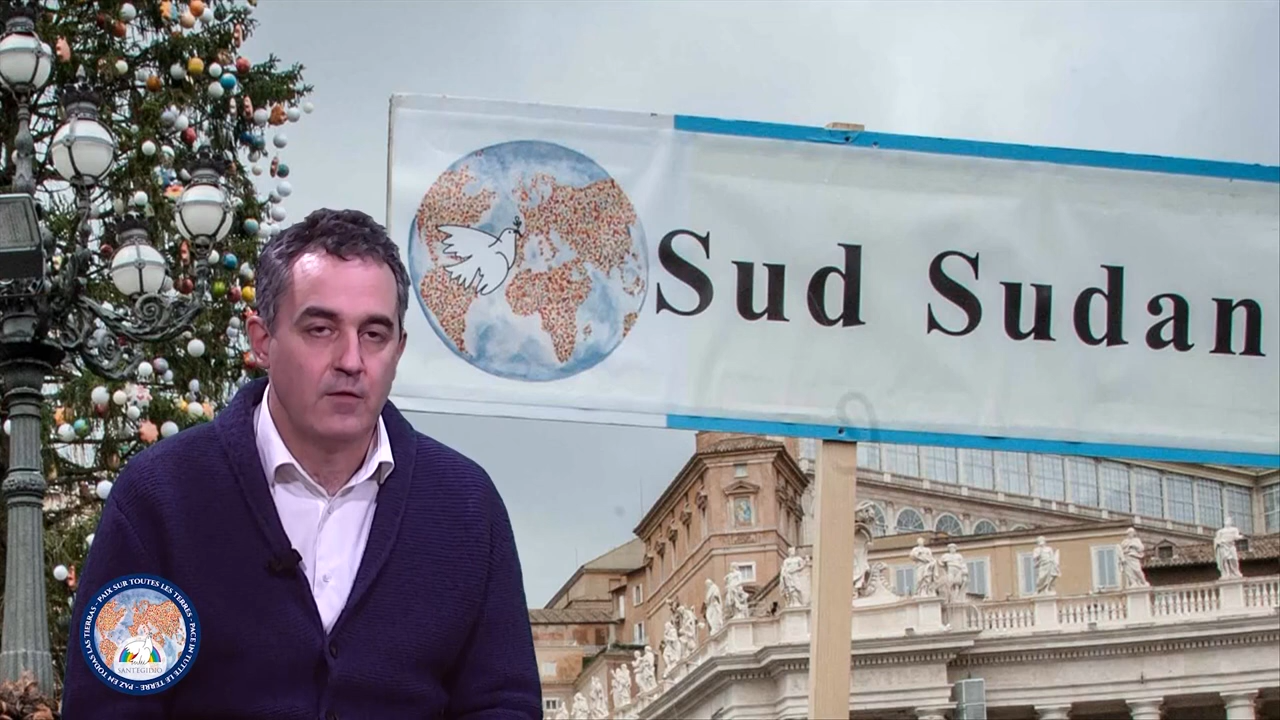 Sud Sudan
PAIX SUR TOUTES LES TERRES - PACE IN TUTTE LE TERRE - PAZ EN TODAS LAS TIERRAS -
SANT'EGIDIO